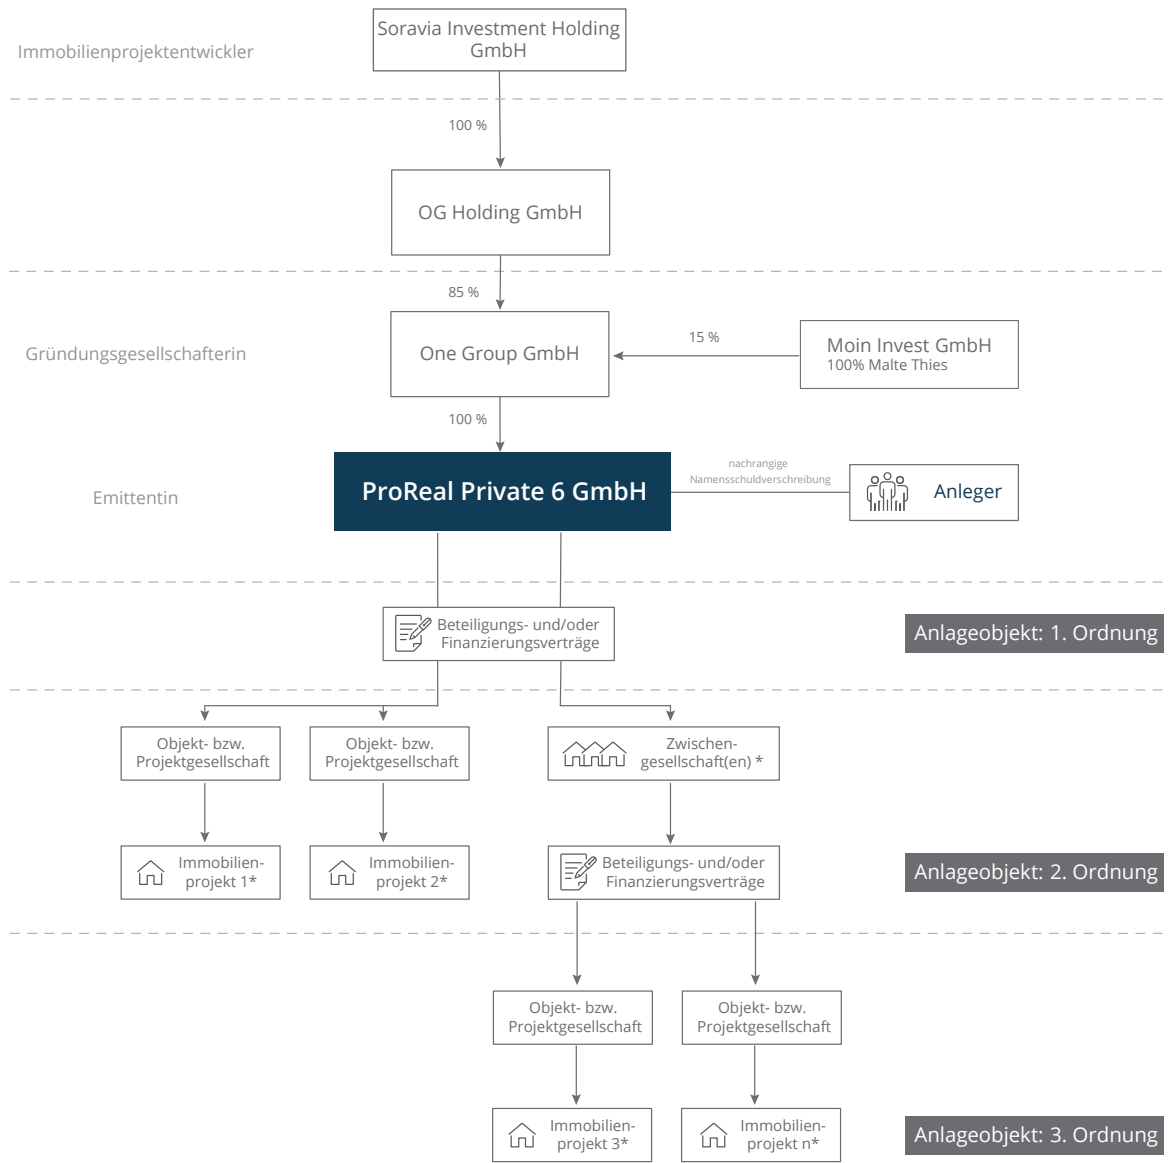 Soravia Investment Holding
GmbH
Immobilienprojektentwickler
100 %
OG Holding GmbH
85 %
Gründungsgesellschafterin
One Group GmbH
15 %
Moin Invest GmbH
100% Malte Thies
100 %
Emittentin
ProReal Private 6 GmbH
nachrangige
Namensschuldverschreibung
Anleger
Beteiligungs- und/oder
Finanzierungsverträge
Anlageobjekt: 1. Ordnung
Objekt- bzw.
Projektgesellschaft
Objekt- bzw.
Projektgesellschaft
Zwischen-
gesellschaft(en) *
Immobilien-
projekt 1*
Immobilien-
projekt 2*
Beteiligungs- und/oder
Finanzierungsverträge
Anlageobjekt: 2. Ordnung
Objekt- bzw.
Projektgesellschaft
Objekt- bzw.
Projektgesellschaft
Immobilien-
projekt 3*
Immobilien-
projekt n*
Anlageobjekt: 3. Ordnung